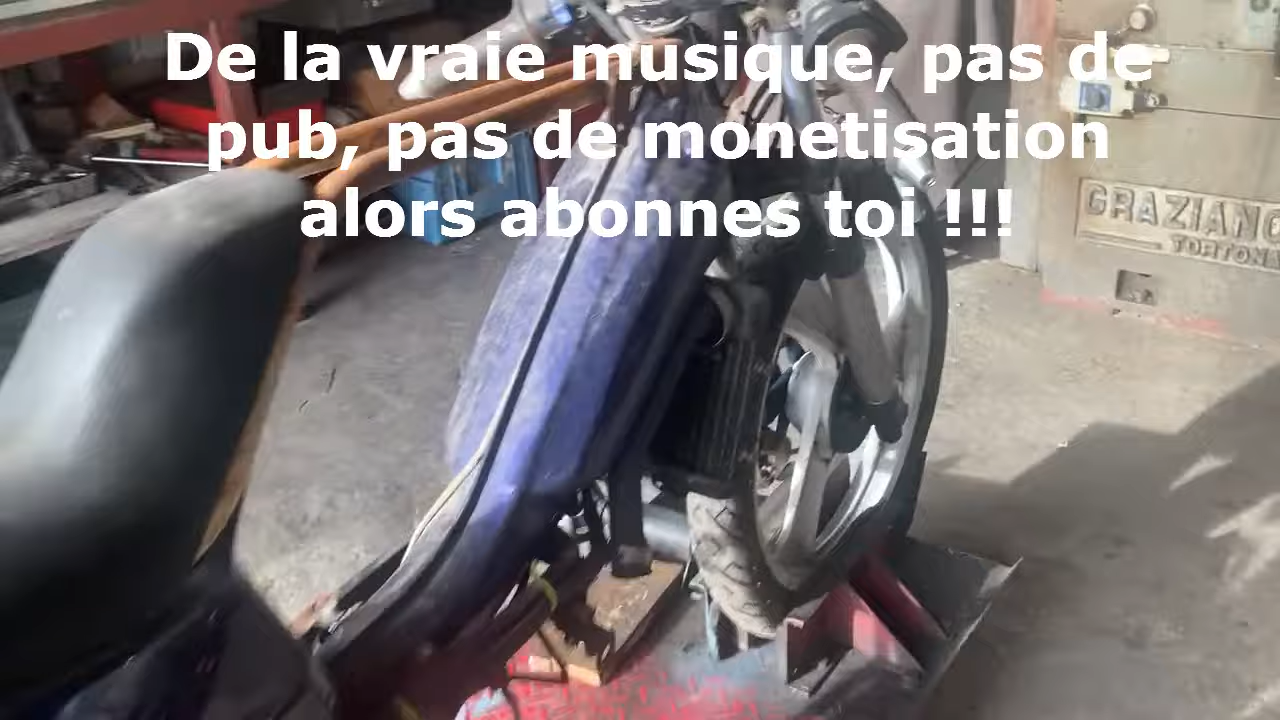 De la vraie musique, pas de
pub, pas de monetisation
alors abonnes toi !!!
GRAZIANO
TORTONA